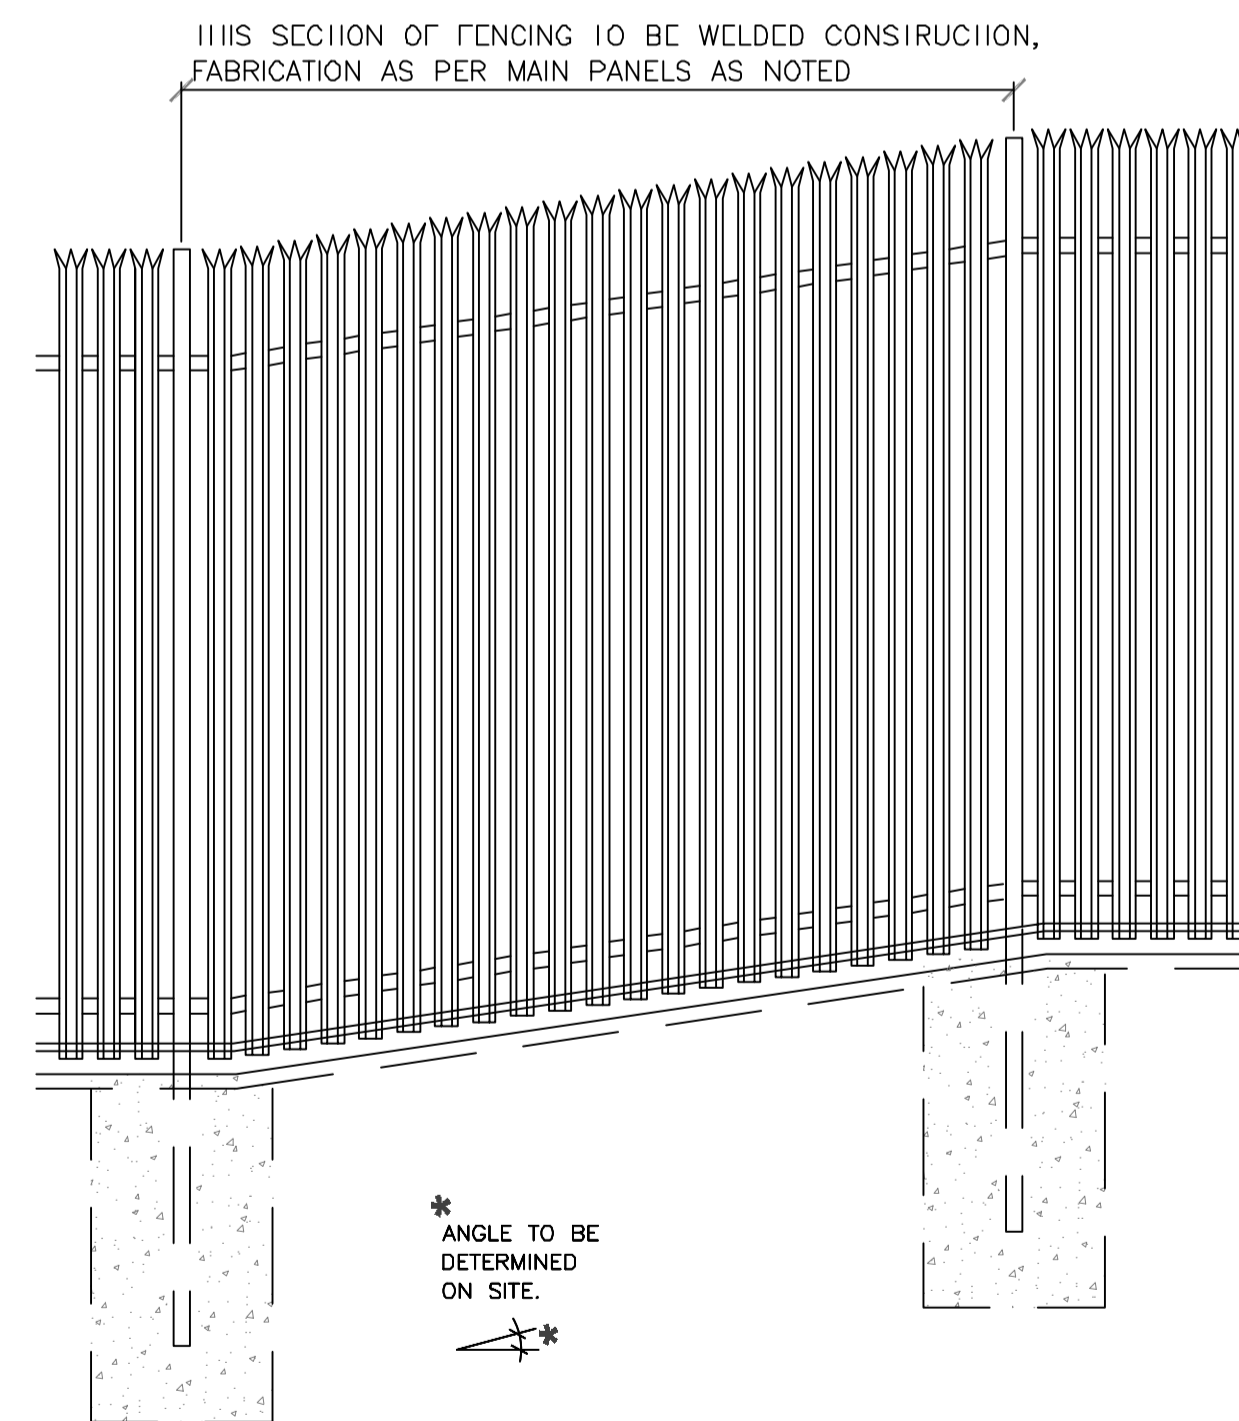 THIS SECTION OF FENCING TO BE WELDED CONSTRUCTION,
FABRICATION AS PER MAIN PANELS AS NOTED
*
ANGLE TO BE
DETERMINED
ON SITE.
*